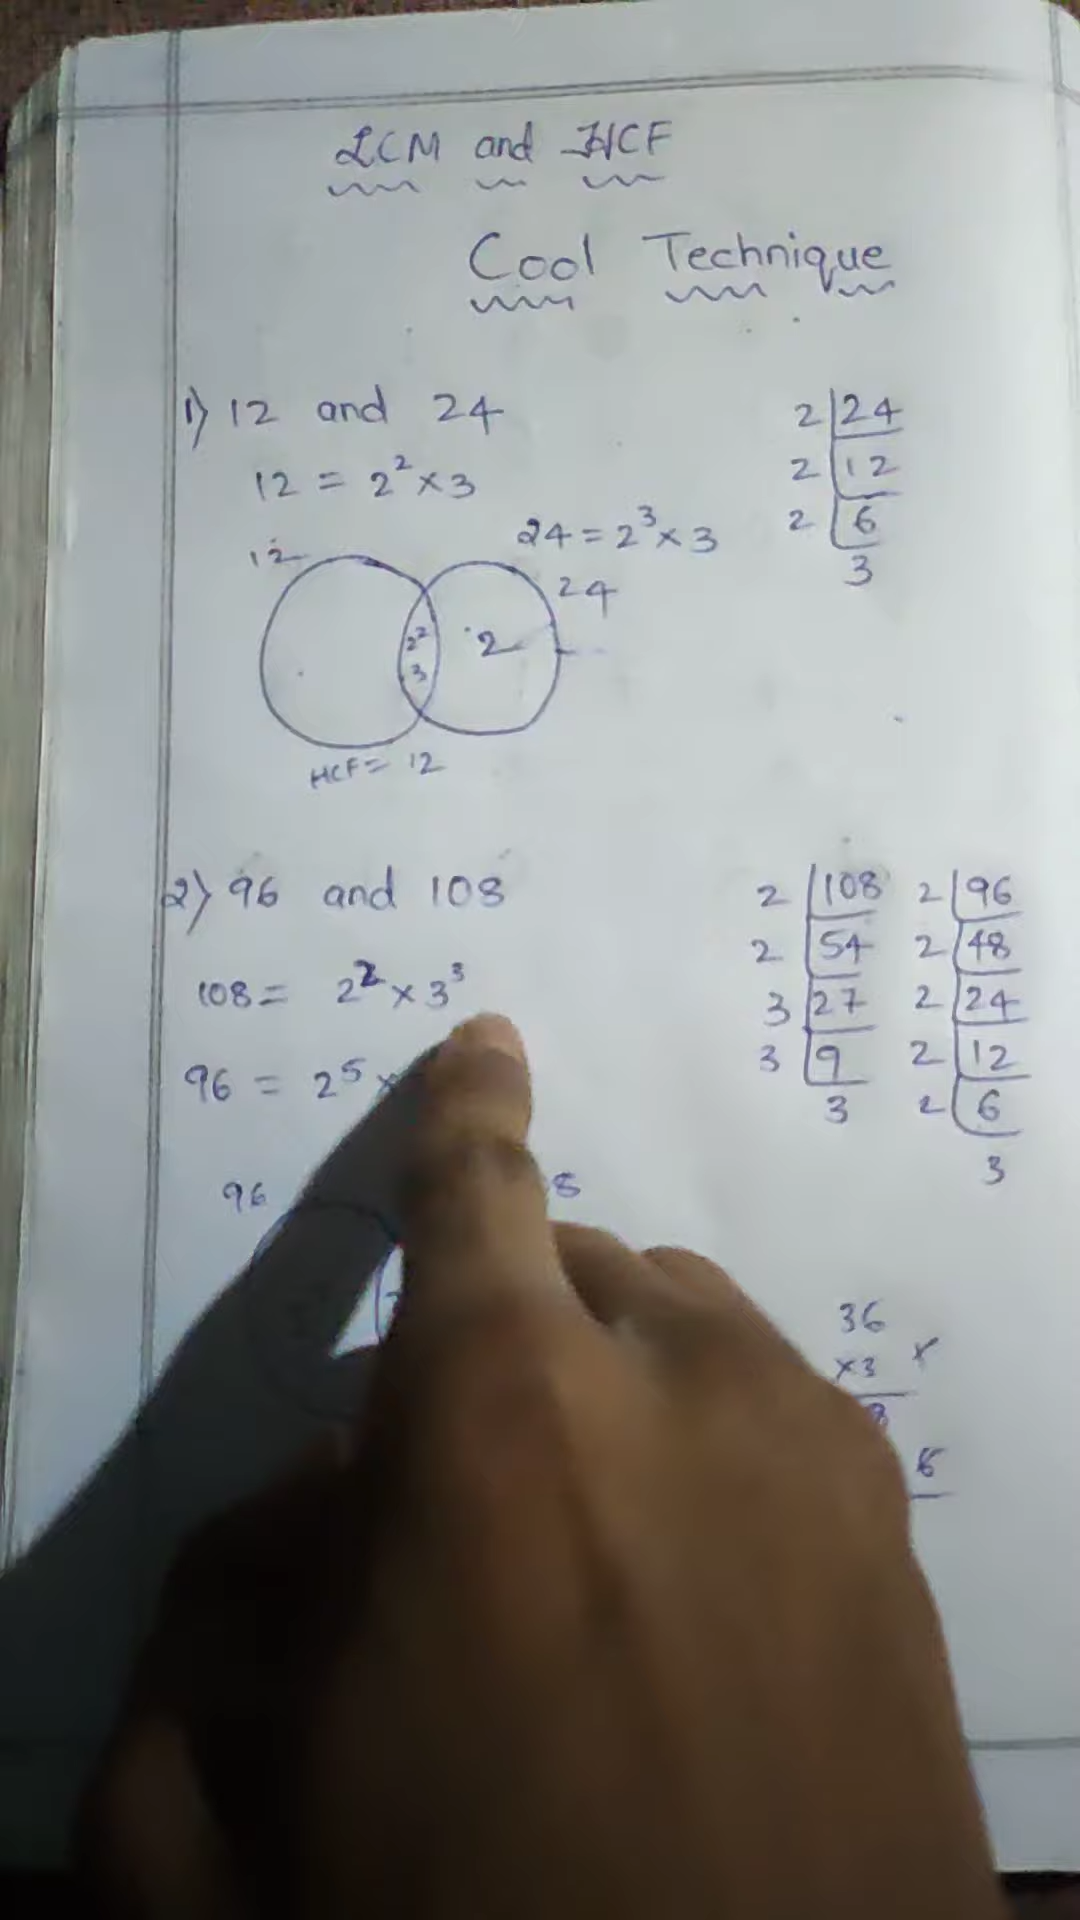 LCM and HCF
Cool Technique
1) 12 and 24
12 = 2² × 3
24 = 2³ × 3
12
24
2²
3
2
HCF = 12
2 24
2 12
2 6
3
2) 96 and 108
108 = 2² × 3³
96 = 2⁵ ×
96
8
2 108
2 54
3 27
3 9
3
2 96
2 48
2 24
2 12
2 6
3
36
×3 ×
8
6